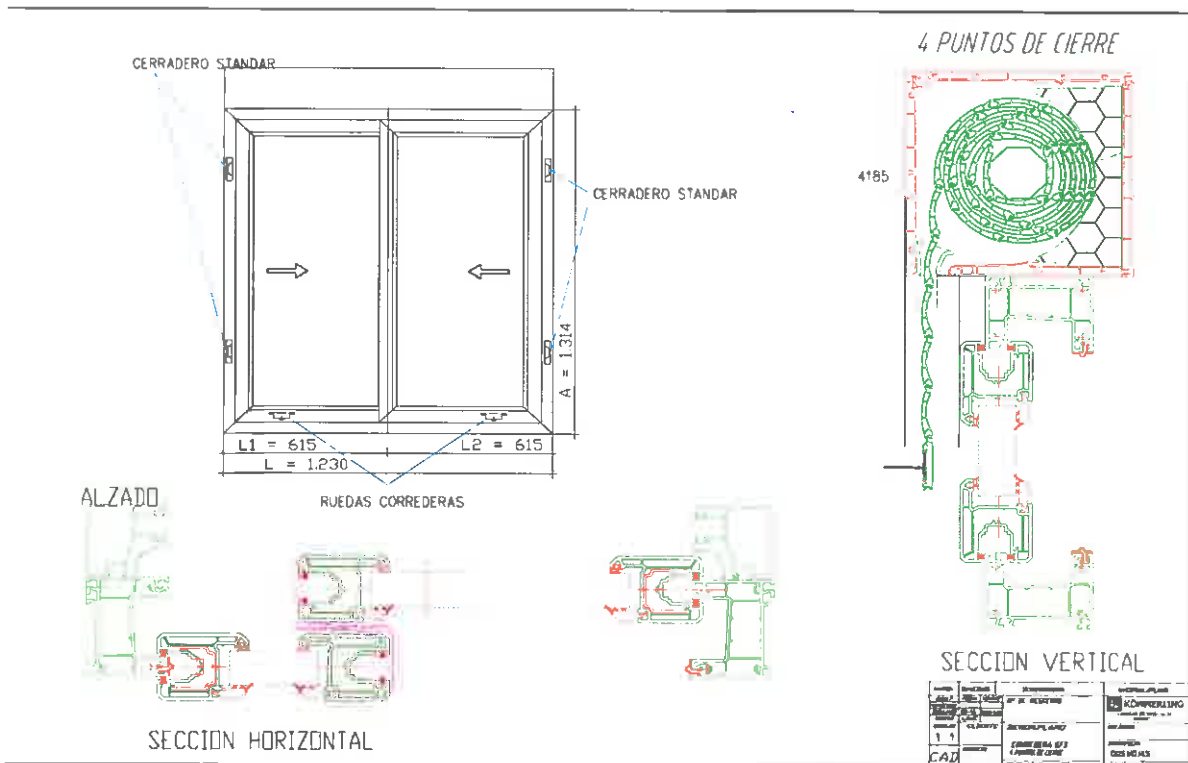 4 PUNTOS DE CIERRE
CERRADERO STANDAR
4185
CERRADERO STANDAR
A = 1.314
L1 = 615
L2 = 615
L = 1.230
RUEDAS CORREDERAS
ALZADO
SECCION VERTICAL
SECCION HORIZONTAL
KÖMMERLING
CAD